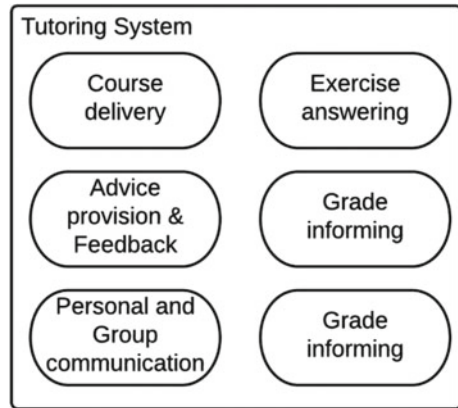 Tutoring System
Course
delivery
Exercise
answering
Advice
provision &
Feedback
Grade
informing
Personal and
Group
communication
Grade
informing